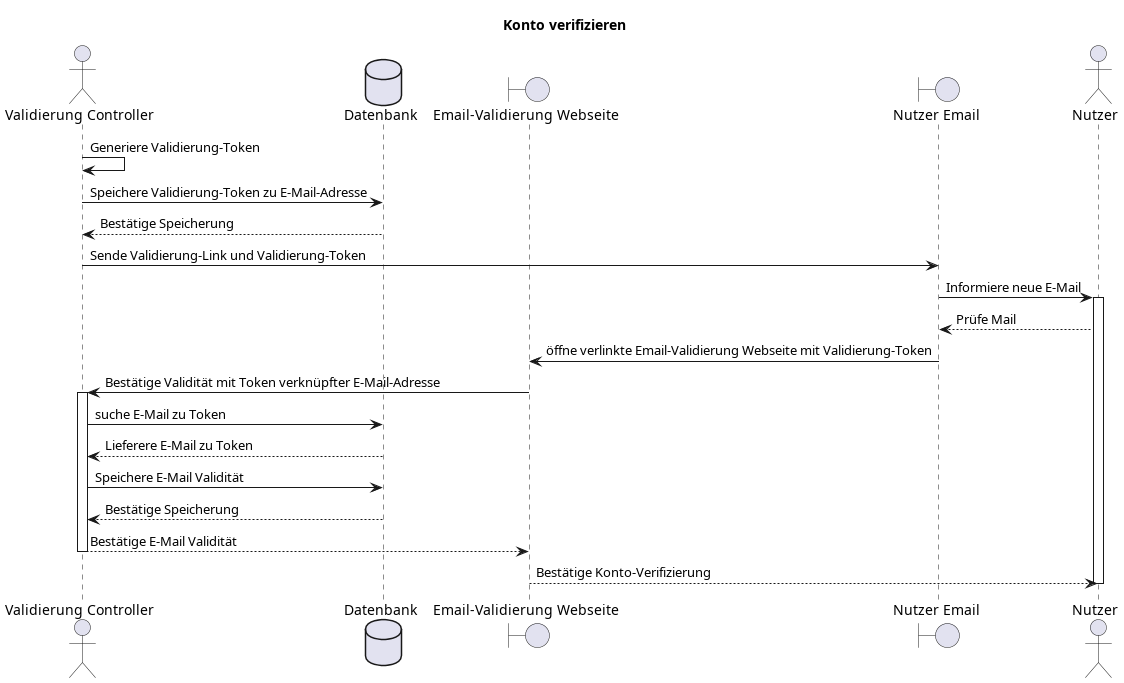 Konto verifizieren
Validierung Controller
Datenbank
Email-Validierung Webseite
Nutzer Email
Nutzer
Generiere Validierung-Token
Speichere Validierung-Token zu E-Mail-Adresse
Bestätige Speicherung
Sende Validierung-Link und Validierung-Token
Informiere neue E-Mail
Prüfe Mail
öffne verlinkte Email-Validierung Webseite mit Validierung-Token
Bestätige Validität mit Token verknüpfter E-Mail-Adresse
suche E-Mail zu Token
Lieferere E-Mail zu Token
Speichere E-Mail Validität
Bestätige Speicherung
Bestätige E-Mail Validität
Bestätige Konto-Verifizierung
Validierung Controller
Datenbank
Email-Validierung Webseite
Nutzer Email
Nutzer